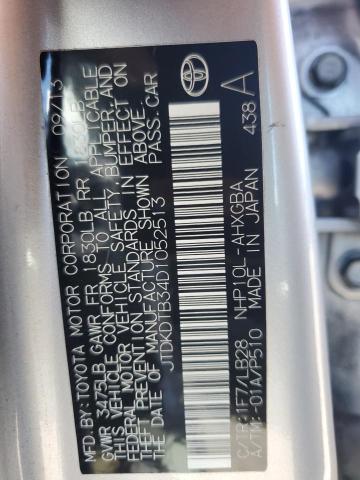 MFD.BY:TOYOTA MOTOR CORPORATION 09/13
GVWR 3475LB GAWR FR 1830LB RR 1830LB
THIS VEHICLE CONFORMS TO ALL APPLICABLE
FEDERAL MOTOR VEHICLE SAFETY, BUMPER, AND
THEFT PREVENTION STANDARDS IN EFFECT ON
THE DATE OF MANUFACTURE SHOWN ABOVE.
JTDKDTB34D1052513 PASS.CAR
C/TR:1F7/LB28 NHP10L-AHXGBA
A/TM:-01A/P510 MADE IN JAPAN 438 A